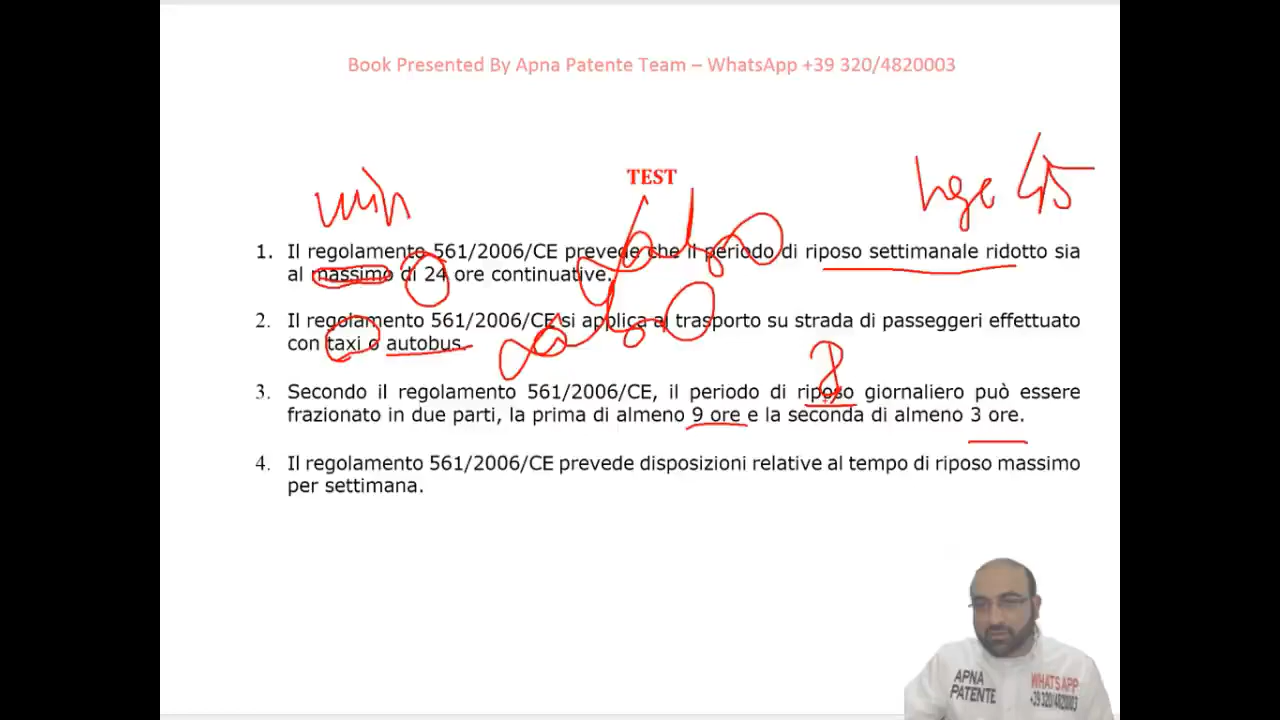 Book Presented By Apna Patente Team – WhatsApp +39 320/4820003
TEST
min
45
1. Il regolamento 561/2006/CE prevede che il periodo di riposo settimanale ridotto sia
al massimo di 24 ore continuative.
2. Il regolamento 561/2006/CE si applica al trasporto su strada di passeggeri effettuato
con taxi o autobus.
3. Secondo il regolamento 561/2006/CE, il periodo di riposo giornaliero può essere
frazionato in due parti, la prima di almeno 9 ore e la seconda di almeno 3 ore.
4. Il regolamento 561/2006/CE prevede disposizioni relative al tempo di riposo massimo
per settimana.
APNA
PATENTE
WHATSAPP
+39 320/4820003